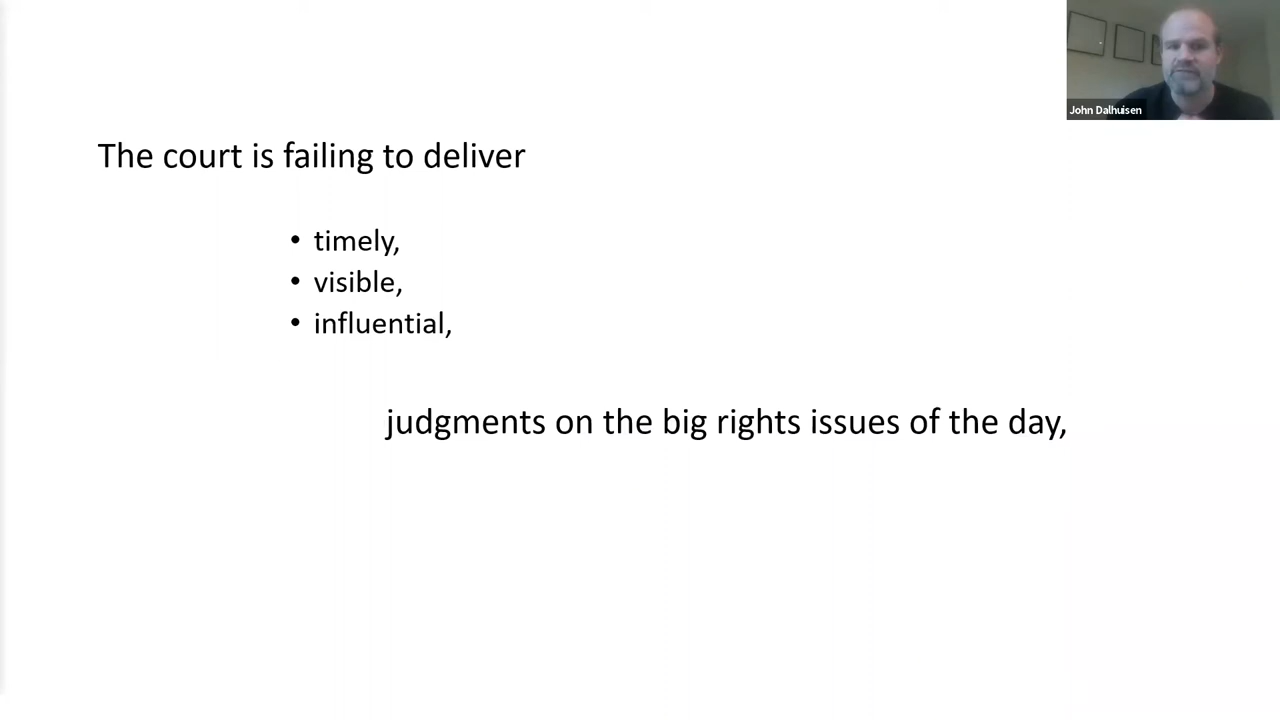 John Dalhuisen
The court is failing to deliver
• timely,
• visible,
• influential,
judgments on the big rights issues of the day,